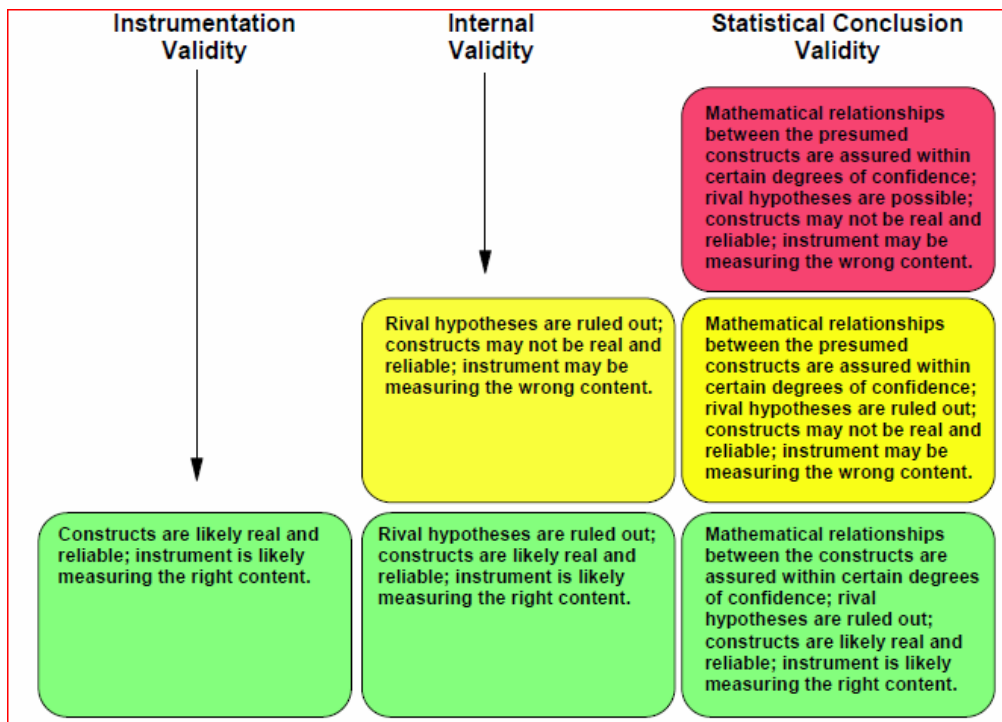 Instrumentation
Validity
Internal
Validity
Statistical Conclusion
Validity
Mathematical relationships
between the presumed
constructs are assured within
certain degrees of confidence;
rival hypotheses are possible;
constructs may not be real and
reliable; instrument may be
measuring the wrong content.
Rival hypotheses are ruled out;
constructs may not be real and
reliable; instrument may be
measuring the wrong content.
Mathematical relationships
between the presumed
constructs are assured within
certain degrees of confidence;
rival hypotheses are ruled out;
constructs may not be real and
reliable; instrument may be
measuring the wrong content.
Constructs are likely real and
reliable; instrument is likely
measuring the right content.
Rival hypotheses are ruled out;
constructs are likely real and
reliable; instrument is likely
measuring the right content.
Mathematical relationships
between the constructs are
assured within certain degrees
of confidence; rival
hypotheses are ruled out;
constructs are likely real and
reliable; instrument is likely
measuring the right content.